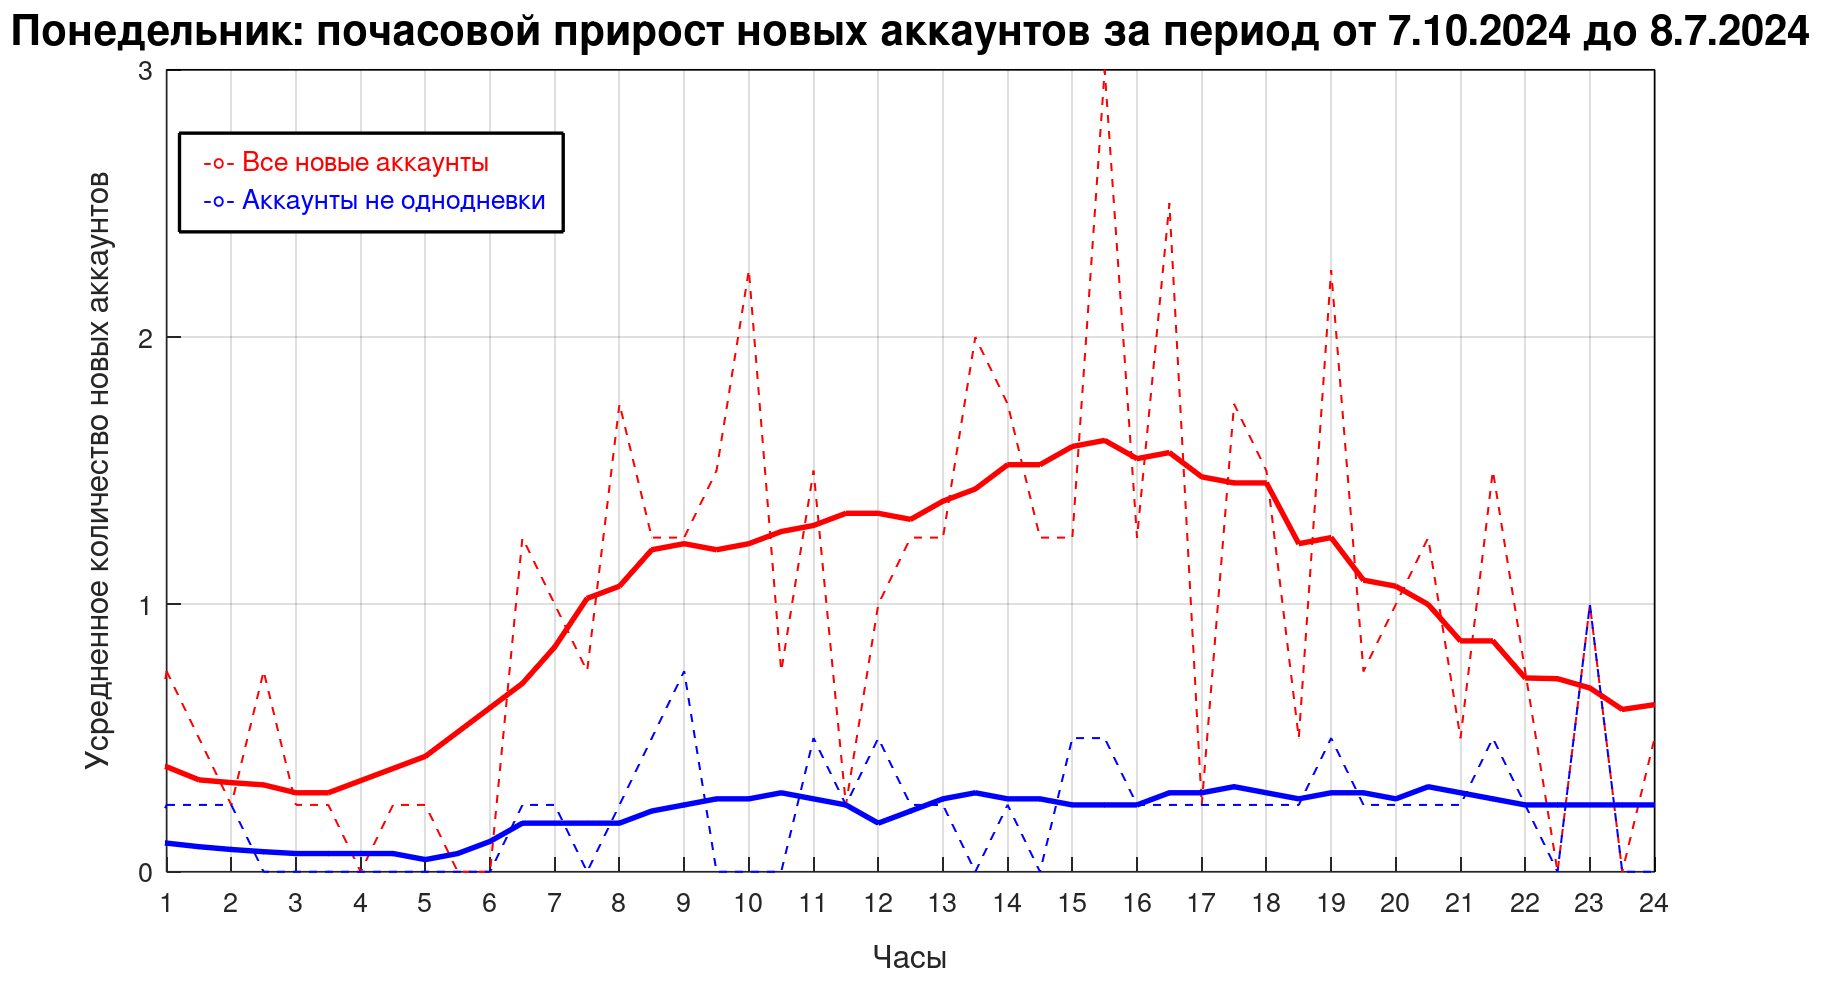 Понедельник: почасовой прирост новых аккаунтов за период от 7.10.2024 до 8.7.2024
3
2
1
0
Усредненное количество новых аккаунтов
-o- Все новые аккаунты
-o- Аккаунты не однодневки
1 2 3 4 5 6 7 8 9 10 11 12 13 14 15 16 17 18 19 20 21 22 23 24
Часы